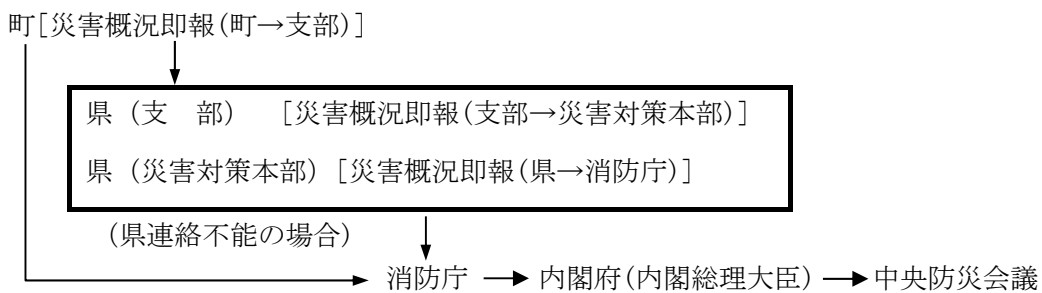 町[災害概況即報(町→支部)]
県 (支　部)　[災害概況即報(支部→災害対策本部)]
県 (災害対策本部) [災害概況即報(県→消防庁)]
(県連絡不能の場合)
消防庁 → 内閣府(内閣総理大臣) → 中央防災会議